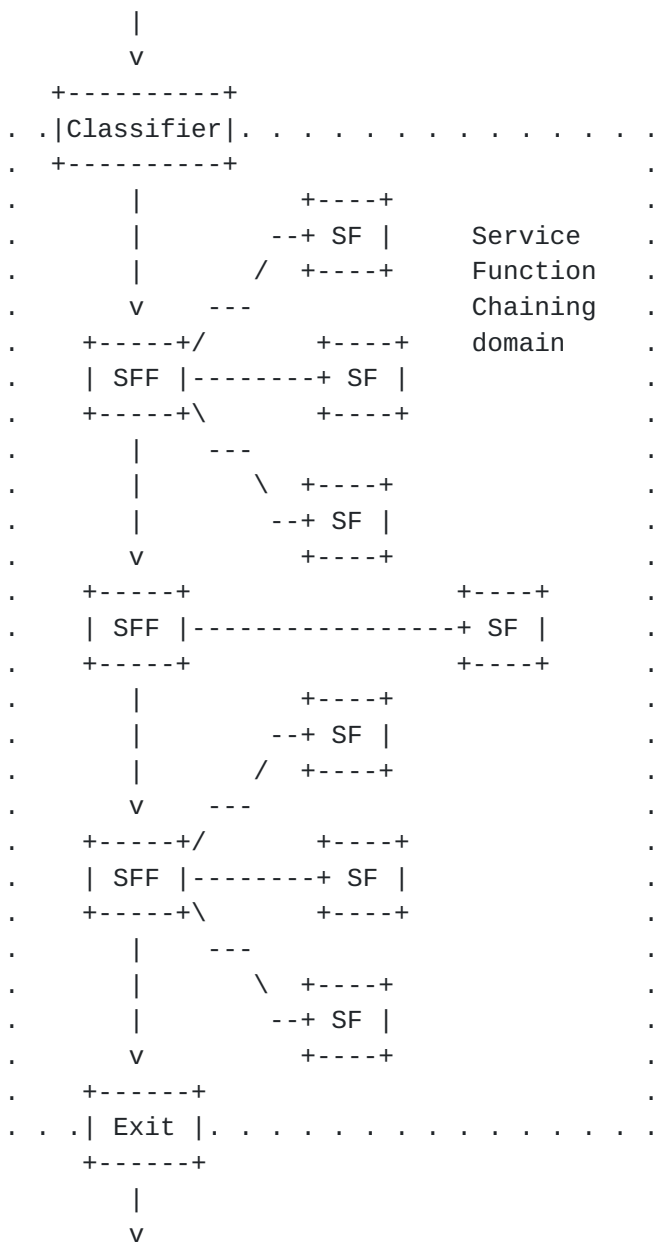 Classifier
SF Service
Function
Chaining
domain
SFF SF
SF
SFF SF
SF
SFF SF
SF
Exit